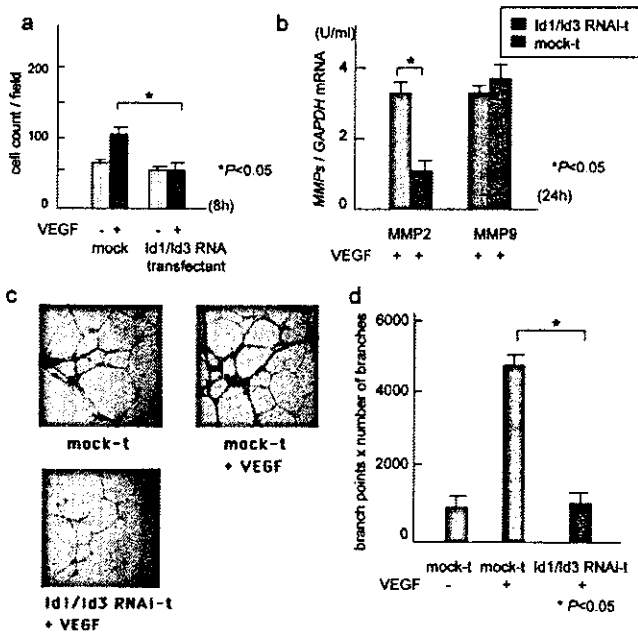 a
cell count / field
200
100
0
*
*P<0.05
(8h)
VEGF - + - +
mock Id1/Id3 RNA
transfectant
b
(U/ml)
Id1/Id3 RNAi-t
mock-t
MMPs / GAPDH mRNA
4
2
0
*
*P<0.05
(24h)
MMP2 MMP9
VEGF + + + +
c
mock-t
mock-t
+ VEGF
Id1/Id3 RNAi-t
+ VEGF
d
branch points x number of branches
6000
4000
2000
0
*
mock-t mock-t Id1/Id3 RNAi-t
VEGF - + +
* P<0.05